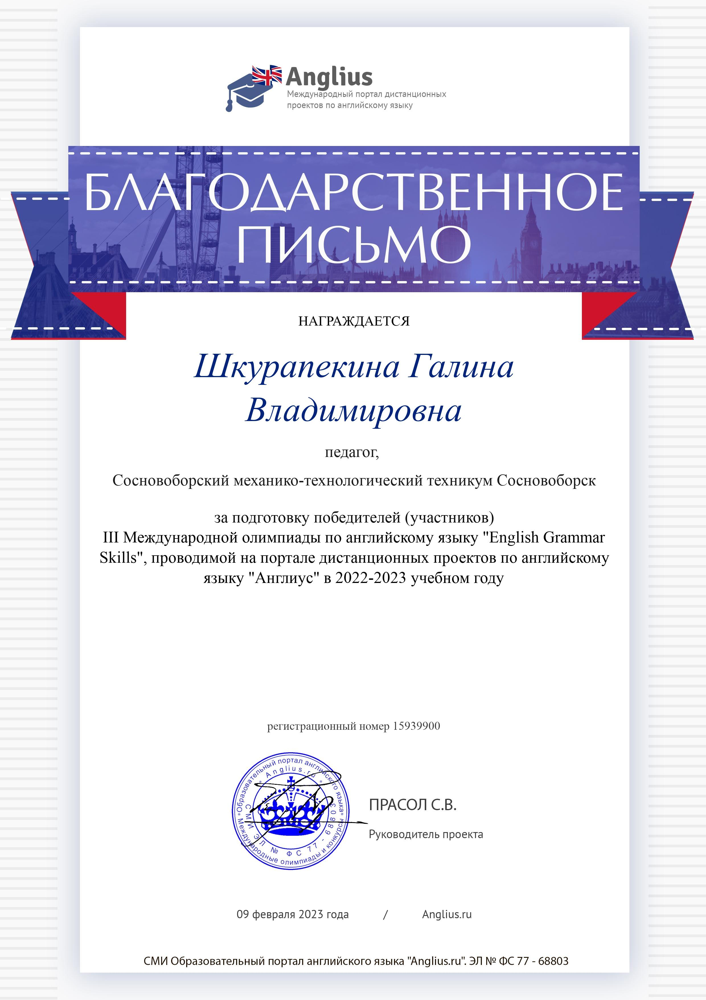 Anglius
Международный портал дистанционных
проектов по английскому языку
БЛАГОДАРСТВЕННОЕ
ПИСЬМО
НАГРАЖДАЕТСЯ
Шкурапекина Галина
Владимировна
педагог,
Сосновоборский механико-технологический техникум Сосновоборск
за подготовку победителей (участников)
III Международной олимпиады по английскому языку "English Grammar
Skills", проводимой на портале дистанционных проектов по английскому
языку "Англиус" в 2022-2023 учебном году
регистрационный номер 15939900
*Образовательный портал английского языка*
Международные олимпиады и конкурсы
* Anglius.ru *
СМИ ЭЛ № ФС 77 - 68803
ПРАСОЛ С.В.
Руководитель проекта
09 февраля 2023 года / Anglius.ru
СМИ Образовательный портал английского языка "Anglius.ru". ЭЛ № ФС 77 - 68803